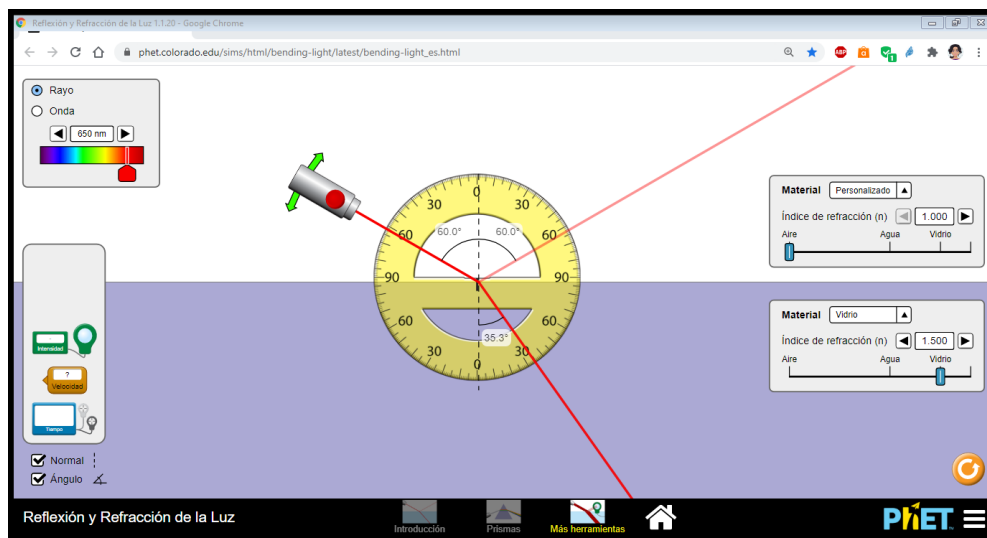 Reflexión y Refracción de la Luz 1.1.20 - Google Chrome
phet.colorado.edu/sims/html/bending-light/latest/bending-light_es.html
ABP
1
Rayo
Onda
650 nm
0
30 30
60 60
60.0° 60.0°
90 90
60 60
35.3°
30 30
0
Material Personalizado
Índice de refracción (n) 1.000
Aire Agua Vidrio
Material Vidrio
Índice de refracción (n) 1.500
Aire Agua Vidrio
Intensidad
?
Velocidad
Tiempo
Normal
Ángulo
Reflexión y Refracción de la Luz
Introducción
Prismas
Más herramientas
PhET